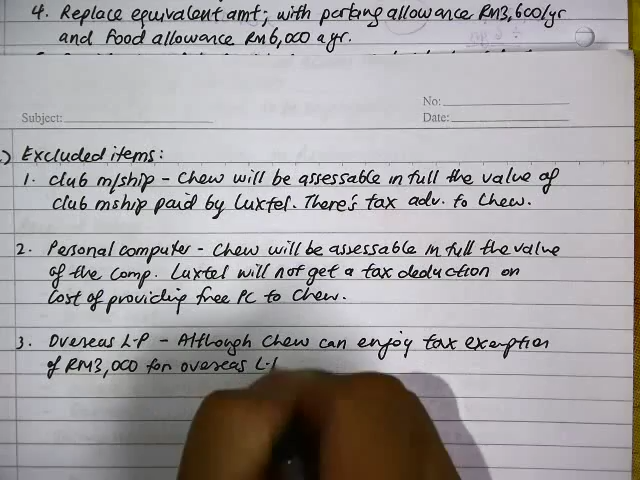 4. Replace equivalent amt; with parking allowance RM3,600/yr
and food allowance RM6,000 a yr.
No:
Subject:
Date:
.) Excluded items:
1. Club m/ship - Chew will be assessable in full the value of
club mship paid by Luxtel. There's tax adv. to Chew.
2. Personal computer - Chew will be assessable in full the value
of the comp. Luxtel will not get a tax deduction on
cost of providing free PC to Chew.
3. Overseas L.P - Although Chew can enjoy tax exemption
of RM3,000 for overseas L.